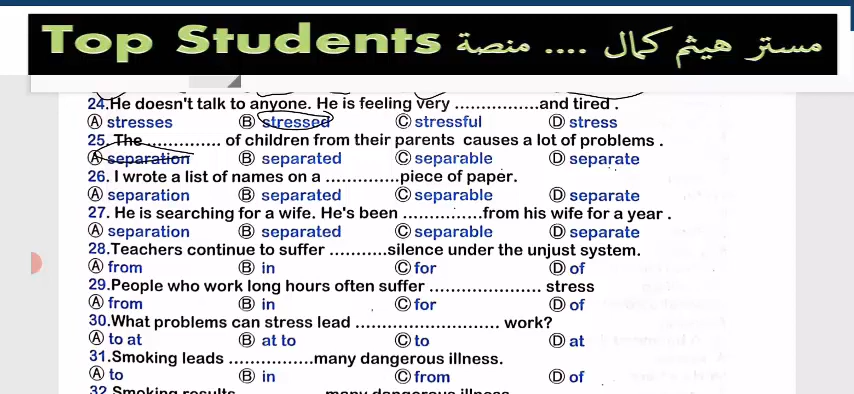 Top Students مستر هيثم كمال .... منصة
24.He doesn't talk to anyone. He is feeling very ................and tired .
Ⓐ stresses Ⓑ stressed Ⓒ stressful Ⓓ stress
25. The .............. of children from their parents causes a lot of problems .
Ⓐ separation Ⓑ separated Ⓒ separable Ⓓ separate
26. I wrote a list of names on a ..............piece of paper.
Ⓐ separation Ⓑ separated Ⓒ separable Ⓓ separate
27. He is searching for a wife. He's been ...............from his wife for a year .
Ⓐ separation Ⓑ separated Ⓒ separable Ⓓ separate
28.Teachers continue to suffer ...........silence under the unjust system.
Ⓐ from Ⓑ in Ⓒ for Ⓓ of
29.People who work long hours often suffer ..................... stress
Ⓐ from Ⓑ in Ⓒ for Ⓓ of
30.What problems can stress lead ........................... work?
Ⓐ to at Ⓑ at to Ⓒ to Ⓓ at
31.Smoking leads ................many dangerous illness.
Ⓐ to Ⓑ in Ⓒ from Ⓓ of
32.Smoking results ................many dangerous illness